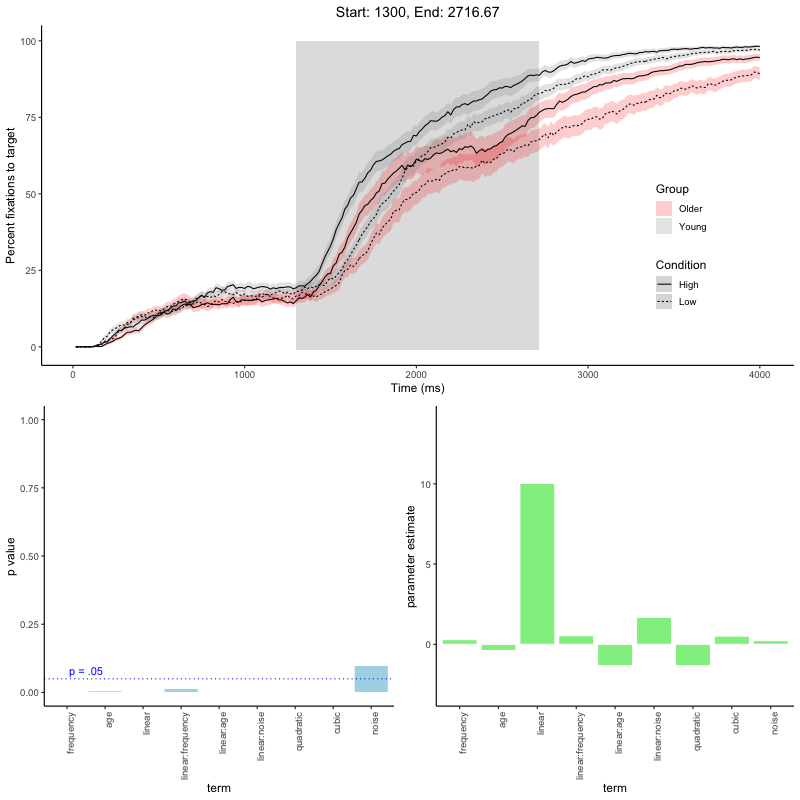 Start: 1300, End: 2716.67
Percent fixations to target
100
75
50
25
0
0 1000 2000 3000 4000
Time (ms)
Group
Older
Young
Condition
High
Low
p value
1.00
0.75
0.50
0.25
0.00
p = .05
frequency
age
linear
linear:frequency
linear:age
linear:noise
quadratic
cubic
noise
term
parameter estimate
10
5
0
frequency
age
linear
linear:frequency
linear:age
linear:noise
quadratic
cubic
noise
term